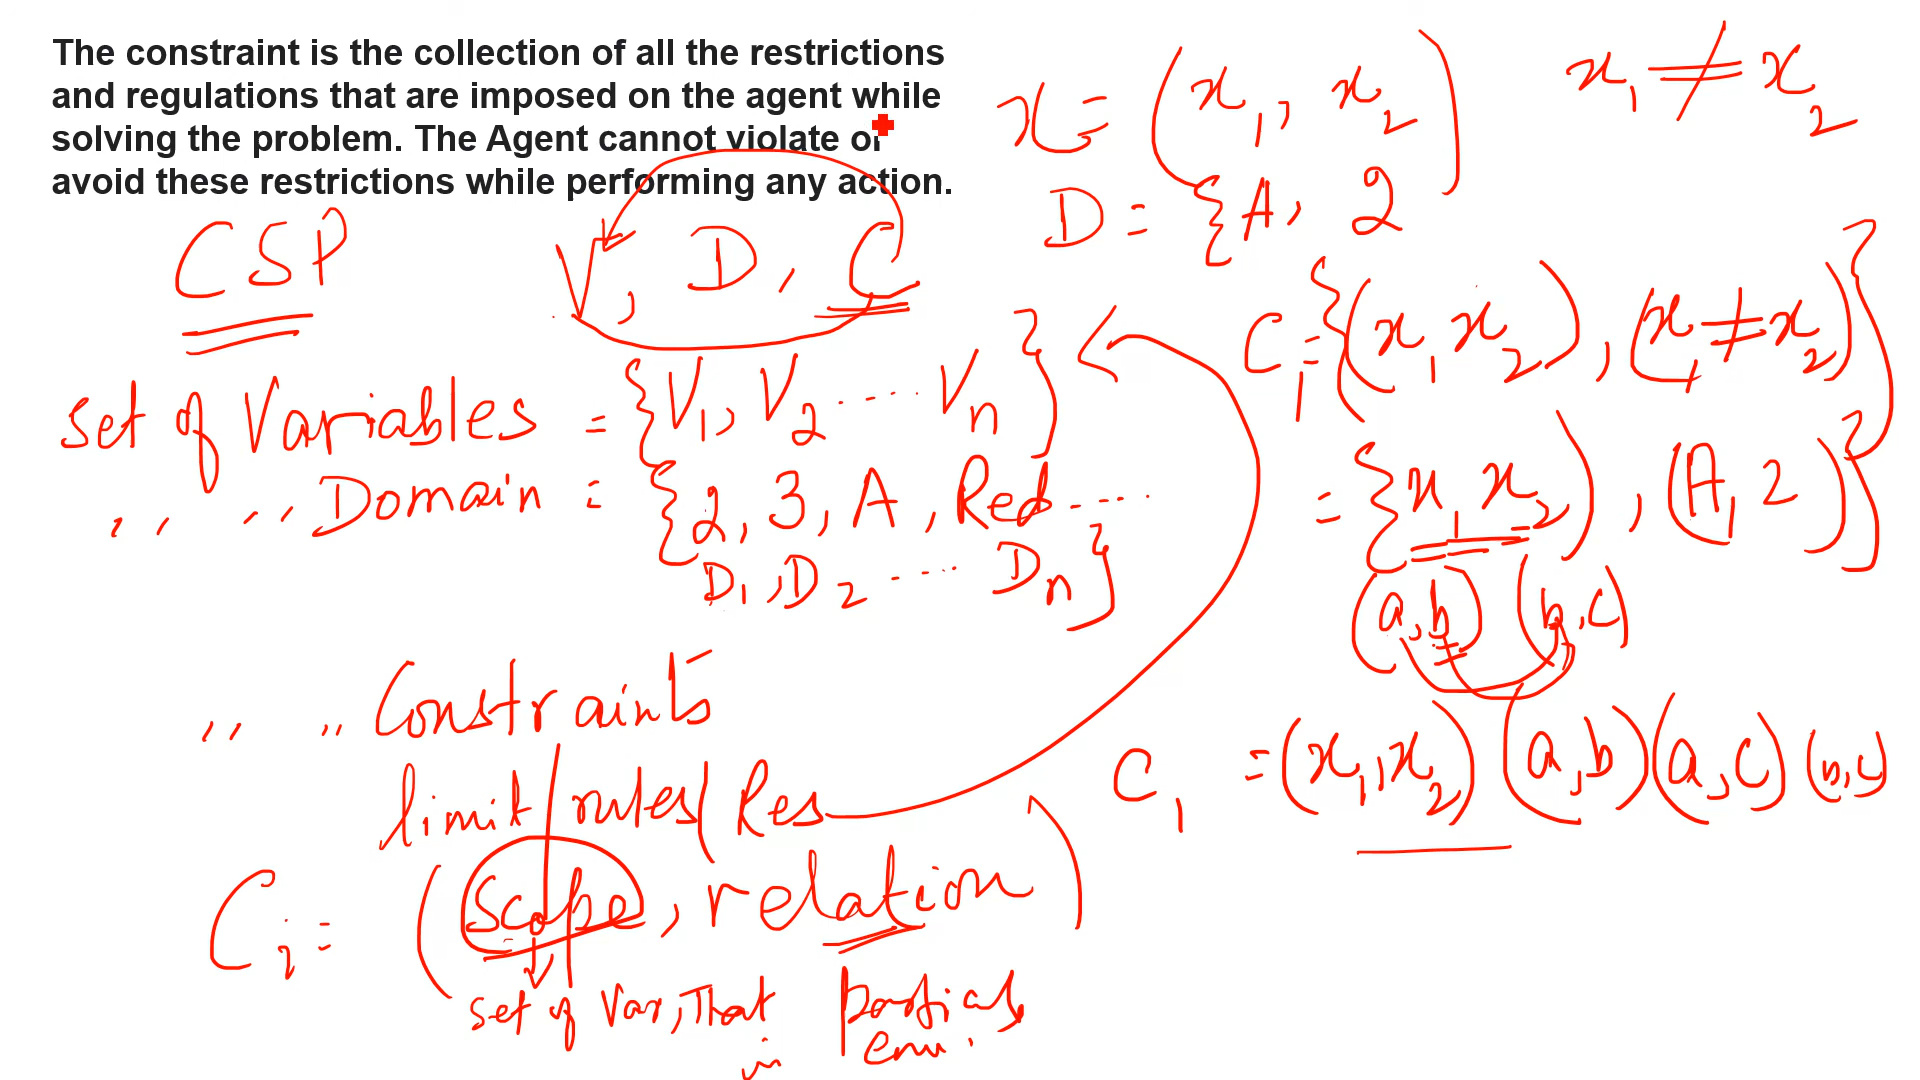 The constraint is the collection of all the restrictions
and regulations that are imposed on the agent while
solving the problem. The Agent cannot violate or
avoid these restrictions while performing any action.
CSP
V, D, C
set of Variables = {V1, V2 .... Vn}
,, ,, Domain = {2, 3, A, Red ....
D1, D2 .... Dn}
,, ,, Constraints
limit rules / Res
Ci = (scope, relation)
set of Var, That
in
x = (x1, x2)
x1 ≠ x2
D = {A, 2
C1 = {(x1 x2), (x1 ≠ x2)}
= {x1 x2), (A, 2)}
(a,b) (b,c)
C1 = (x1, x2) (a,b) (a,c) (b,c)